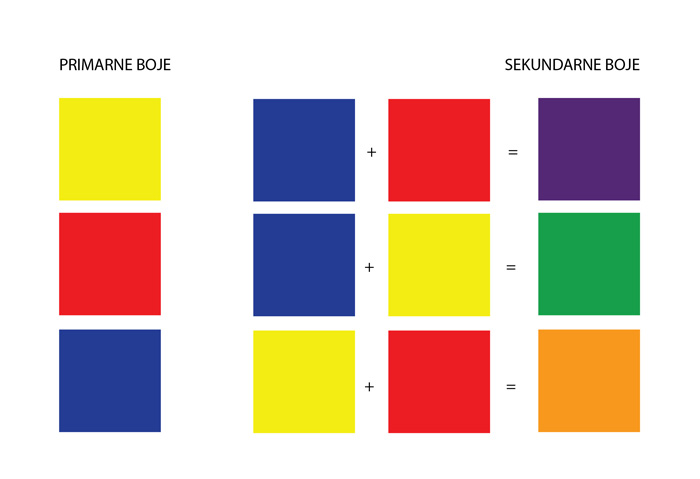 PRIMARNE BOJE
SEKUNDARNE BOJE
+ =
+ =
+ =